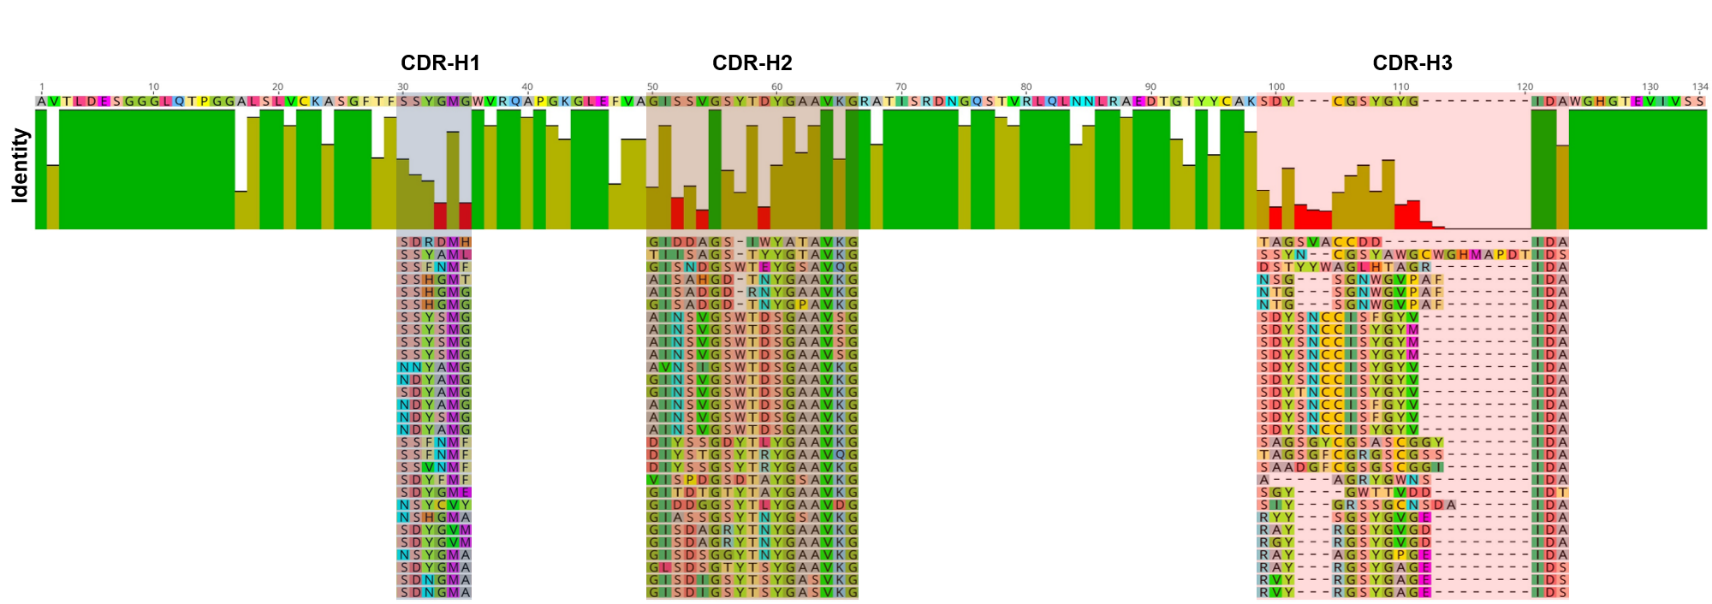 CDR-H1 CDR-H2 CDR-H3
1 10 20 30 40 50 60 70 80 90 100 110 120 130 134
AVTLDESGGGLQTPGGALSLVCKASGFTFSSYGMGWVRQAPGKGLEFVAGISSVGSYTDYGAAVKGRATISRDNGQSTVRLQLNNLRAEDTGTYYCAKSDY CGSYGYG IDAWGHGTEVIVSS
Identity
SDRDMH GIDDAGS-IWYATAVKG TAGSVACCDD------------IDA
SSYAML TIISAGS-TYYGTAVKG SSYN--CGSYAWGCWGHMAPDTIDS
SSFNMF GISNDGSWTEYGSAVQG DSTYYWAGLHTAGR--------IDA
SSHGMT AISAHGD-TNYGSAVKG NSG---SGNWGVPAF-------IDA
SSHGMG AISADGD-RNYGAAVKG NTG---SGNWGVPAF-------IDA
SSHGMG GISADGD-TNYGPAVKG NTG---SGNWGVPAF-------IDA
SSYSMG AINSVGSWTDSGAAVSG SDYSNCCISFGYV---------IDA
SSYSMG AINSVGSWTDSGAAVSG SDYSNCCISYGYM---------IDA
SSYSMG AINSVGSWTDSGAAVSG SDYSNCCISYGYM---------IDA
SSYSMG AINSVGSWTDSGAAVSG SDYSNCCISYGYM---------IDA
NNYAMG AVNSIGSWTDSGAAVKG SDYSNCCISYGYV---------IDA
NDYAMG GINSIGSWTDSGAAVKG SDYSNCCISYGYV---------IDA
SDYAMG AINSVGSWTDSGAAVKG SDYTNCCISYGYV---------IDA
NDYAMG AINSVGSWTDSGAAVKG SDYSNCCISFGYV---------IDA
NDYSMG AINSVGSWTDSGAAVKG SDYSNCCISFGYV---------IDA
NDYAMG AINSVGSWTDSGAAVKG SDYSNCCISYGYV---------IDA
SSFNMF DIYSSGDYTLYGAAVKG SAGSGYCGSASCGGY-------IDA
SSFNMF DIYSTGSYTRYGAAVQG TAGSGFCGRGSCGSS-------IDA
SSVNMF DIYSSGSYTRYGAAVKG SAADGFCGSGSCGGI-------IDA
SDYFMF VISPDGSDTAYGSAVKG A-----AGRYGWNS--------IDA
SDYGME GITDTGTYTAYGAAVKG SGY----GWTTVDD--------IDT
NSYCVY GIDDGGSYTLYGAAVDG SIY---GRSSGCNSDA------IDA
NSHGMA GIASSGSYTNYGSAVKG RYY---SGSYGVGE--------IDA
SDYGVM GISDAGRYTNYGAAVKG RAY---RGSYGVGD--------IDA
SDYGVM GISDAGRYTNYGAAVKG RGY---RGSYGVGD--------IDA
NSYGMA GISDSGGYTNYGAAVKG RAY---AGSYGPGE--------IDA
SDYGMA GLSDSGTYTSYGAAVKG RAY---RGSYGAGE--------IDS
SDNGMA GISDIGSYTSYGASVKG RVY---RGSYGAGE--------IDS
SDNGMA GISDIGSYTSYGASVKG RVY---RGSYGAGE--------IDS